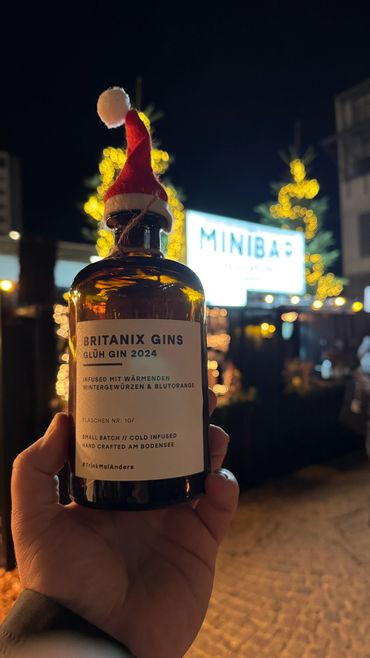 MINIBAR
BRITANIX GINS
GLÜH GIN 2024
INFUSED MIT WÄRMENDEN
WINTERGEWÜRZEN & BLUTORANGE
FLASCHEN NR: 10/
SMALL BATCH // COLD INFUSED
HAND CRAFTED AM BODENSEE
#TrinkMalAnders